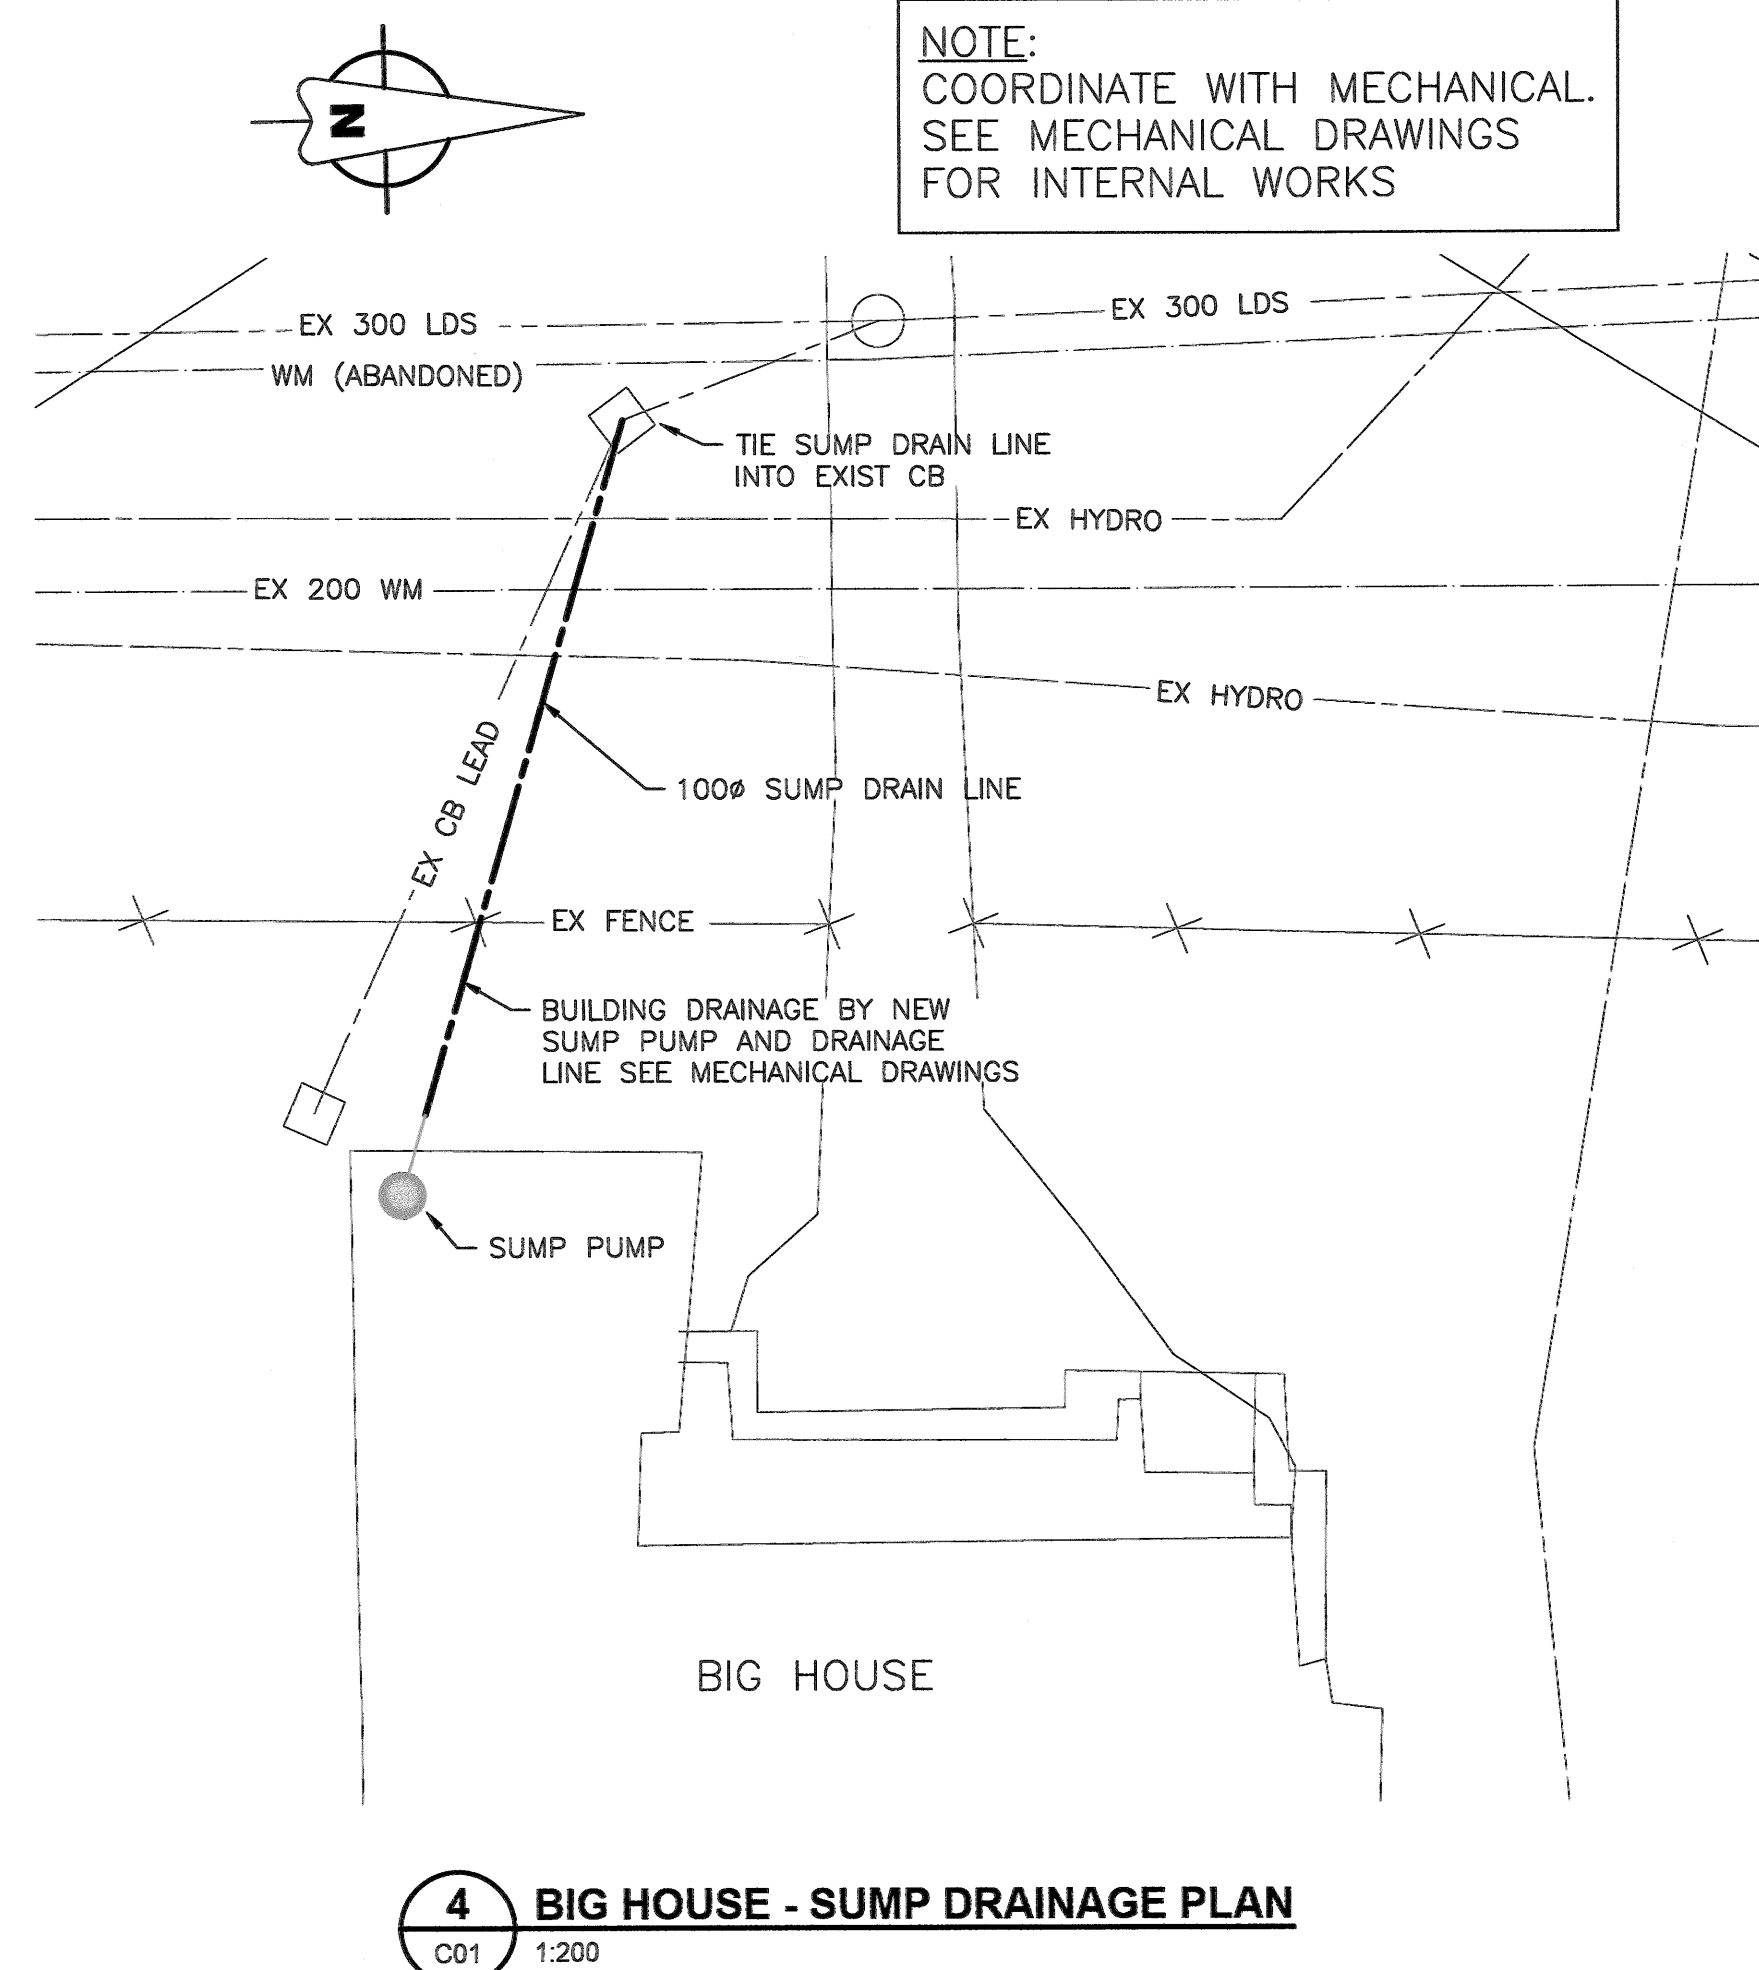 N
NOTE:
COORDINATE WITH MECHANICAL.
SEE MECHANICAL DRAWINGS
FOR INTERNAL WORKS
EX 300 LDS
EX 300 LDS
WM (ABANDONED)
TIE SUMP DRAIN LINE
INTO EXIST CB
EX HYDRO
EX 200 WM
EX HYDRO
EX CB LEAD
100ø SUMP DRAIN LINE
EX FENCE
BUILDING DRAINAGE BY NEW
SUMP PUMP AND DRAINAGE
LINE SEE MECHANICAL DRAWINGS
SUMP PUMP
BIG HOUSE
4
BIG HOUSE - SUMP DRAINAGE PLAN
C01
1:200